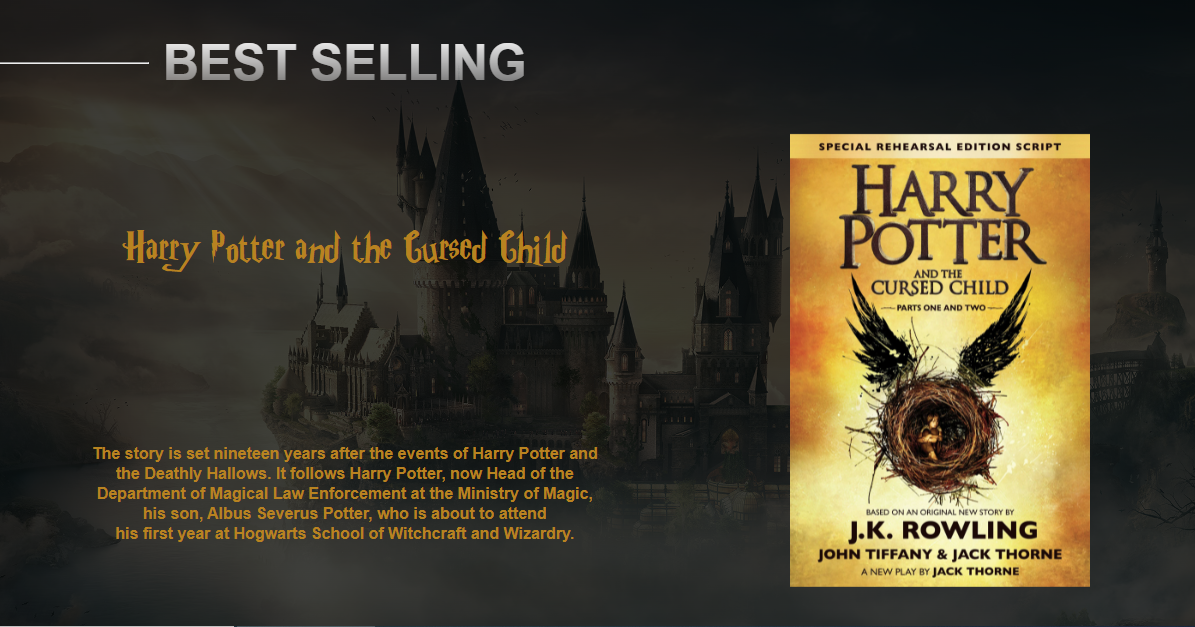 BEST SELLING
Harry Potter and the Cursed Child
The story is set nineteen years after the events of Harry Potter and
the Deathly Hallows. It follows Harry Potter, now Head of the
Department of Magical Law Enforcement at the Ministry of Magic,
his son, Albus Severus Potter, who is about to attend
his first year at Hogwarts School of Witchcraft and Wizardry.
SPECIAL REHEARSAL EDITION SCRIPT
HARRY
POTTER
AND THE
CURSED CHILD
PARTS ONE AND TWO
BASED ON AN ORIGINAL NEW STORY BY
J.K. ROWLING
JOHN TIFFANY & JACK THORNE
A NEW PLAY BY JACK THORNE